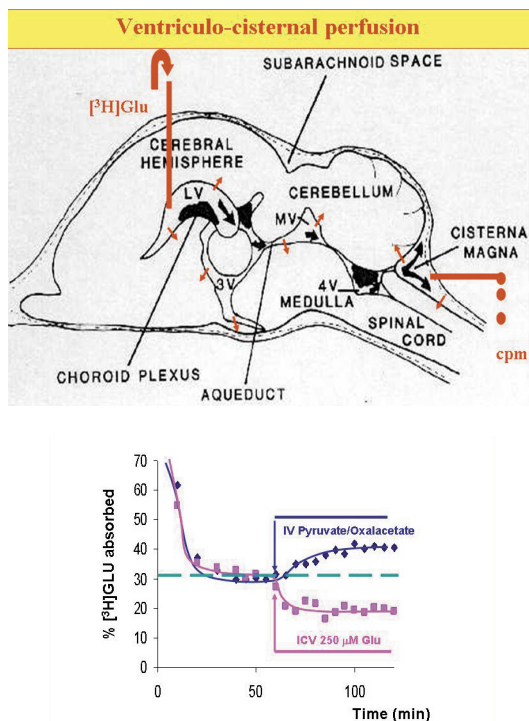 Ventriculo-cisternal perfusion
SUBARACHNOID SPACE
[³H]Glu
CEREBRAL
HEMISPHERE
LV
CEREBELLUM
MV
CISTERNA
MAGNA
3V
4V
MEDULLA
SPINAL
CORD
cpm
CHOROID PLEXUS
AQUEDUCT
% [³H]GLU absorbed
70
60
50
40
30
20
10
0
IV Pyruvate/Oxalacetate
ICV 250 µM Glu
0
50
100
Time (min)